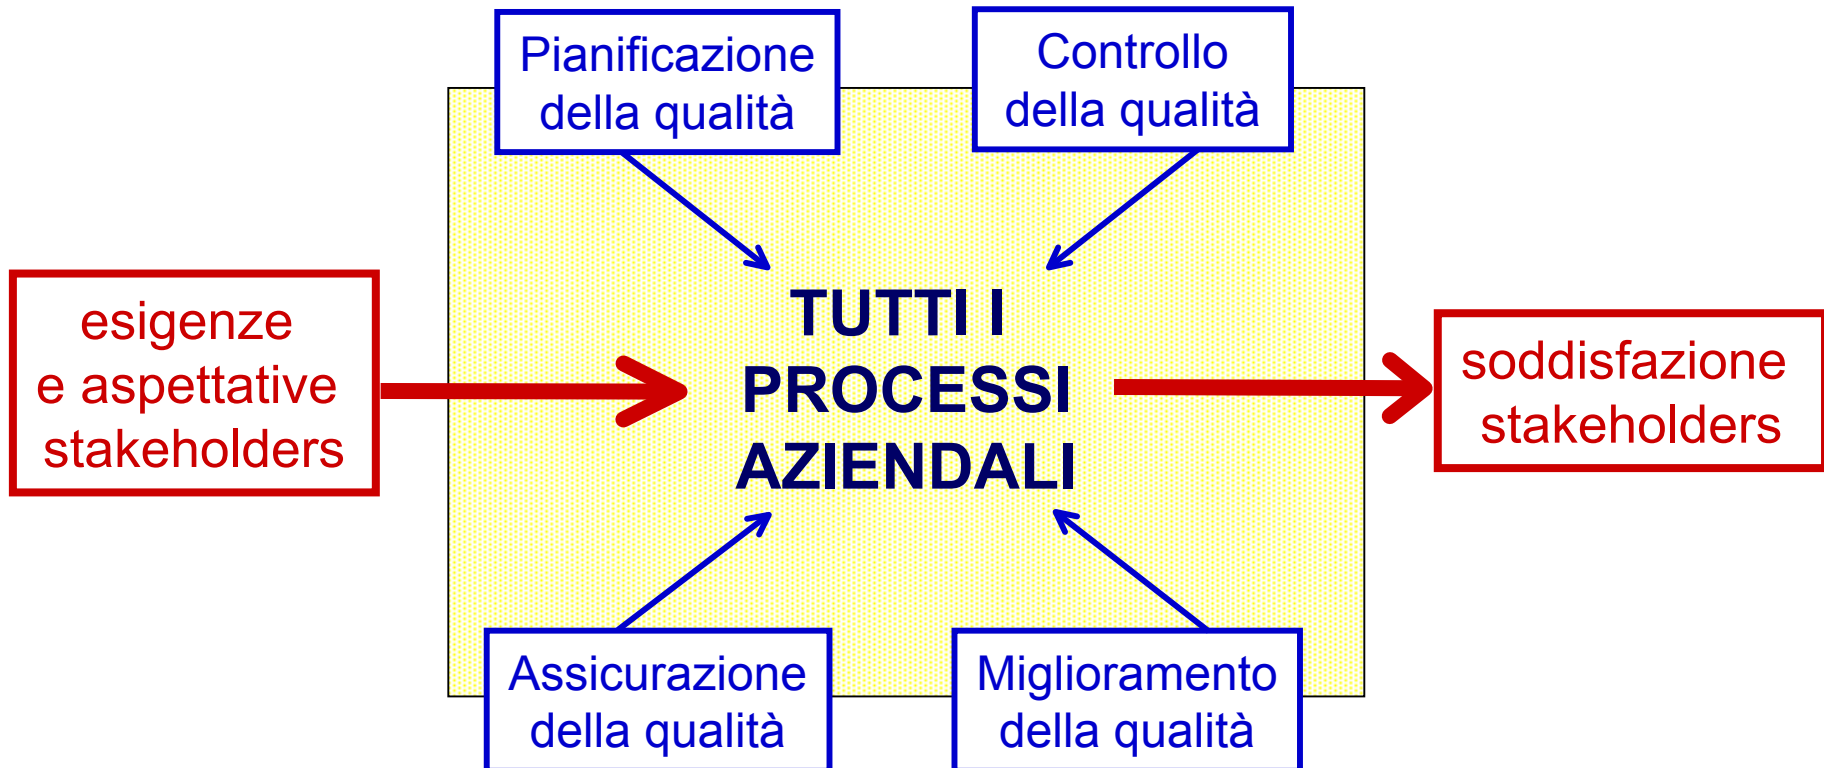 Pianificazione
della qualità
Controllo
della qualità
esigenze
e aspettative
stakeholders
TUTTI I
PROCESSI
AZIENDALI
soddisfazione
stakeholders
Assicurazione
della qualità
Miglioramento
della qualità